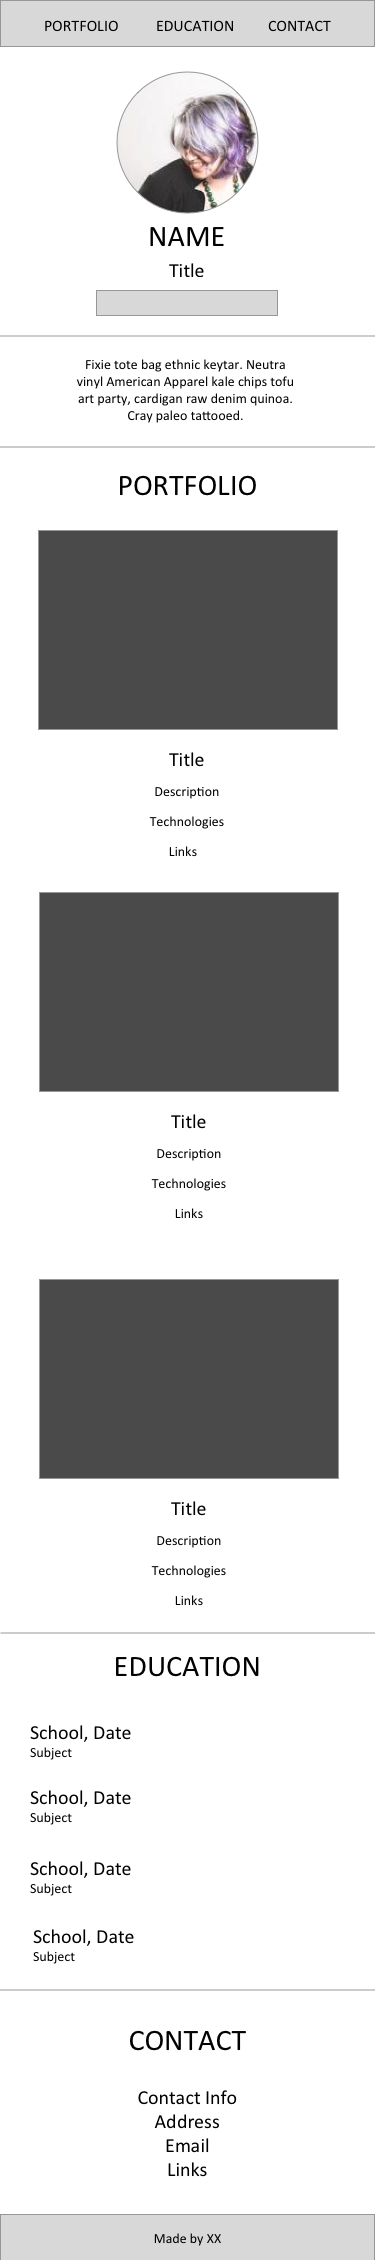 PORTFOLIO EDUCATION CONTACT
NAME
Title
Fixie tote bag ethnic keytar. Neutra
vinyl American Apparel kale chips tofu
art party, cardigan raw denim quinoa.
Cray paleo tattooed.
PORTFOLIO
Title
Description
Technologies
Links
Title
Description
Technologies
Links
Title
Description
Technologies
Links
EDUCATION
School, Date
Subject
School, Date
Subject
School, Date
Subject
School, Date
Subject
CONTACT
Contact Info
Address
Email
Links
Made by XX